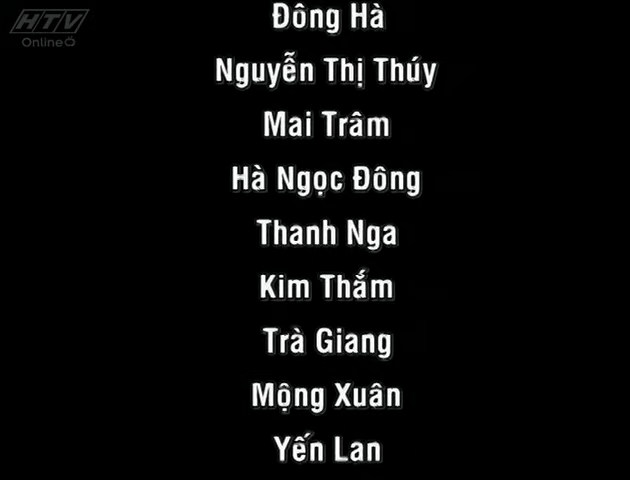 HTV
Online
Đông Hà
Nguyễn Thị Thúy
Mai Trâm
Hà Ngọc Đông
Thanh Nga
Kim Thắm
Trà Giang
Mộng Xuân
Yến Lan